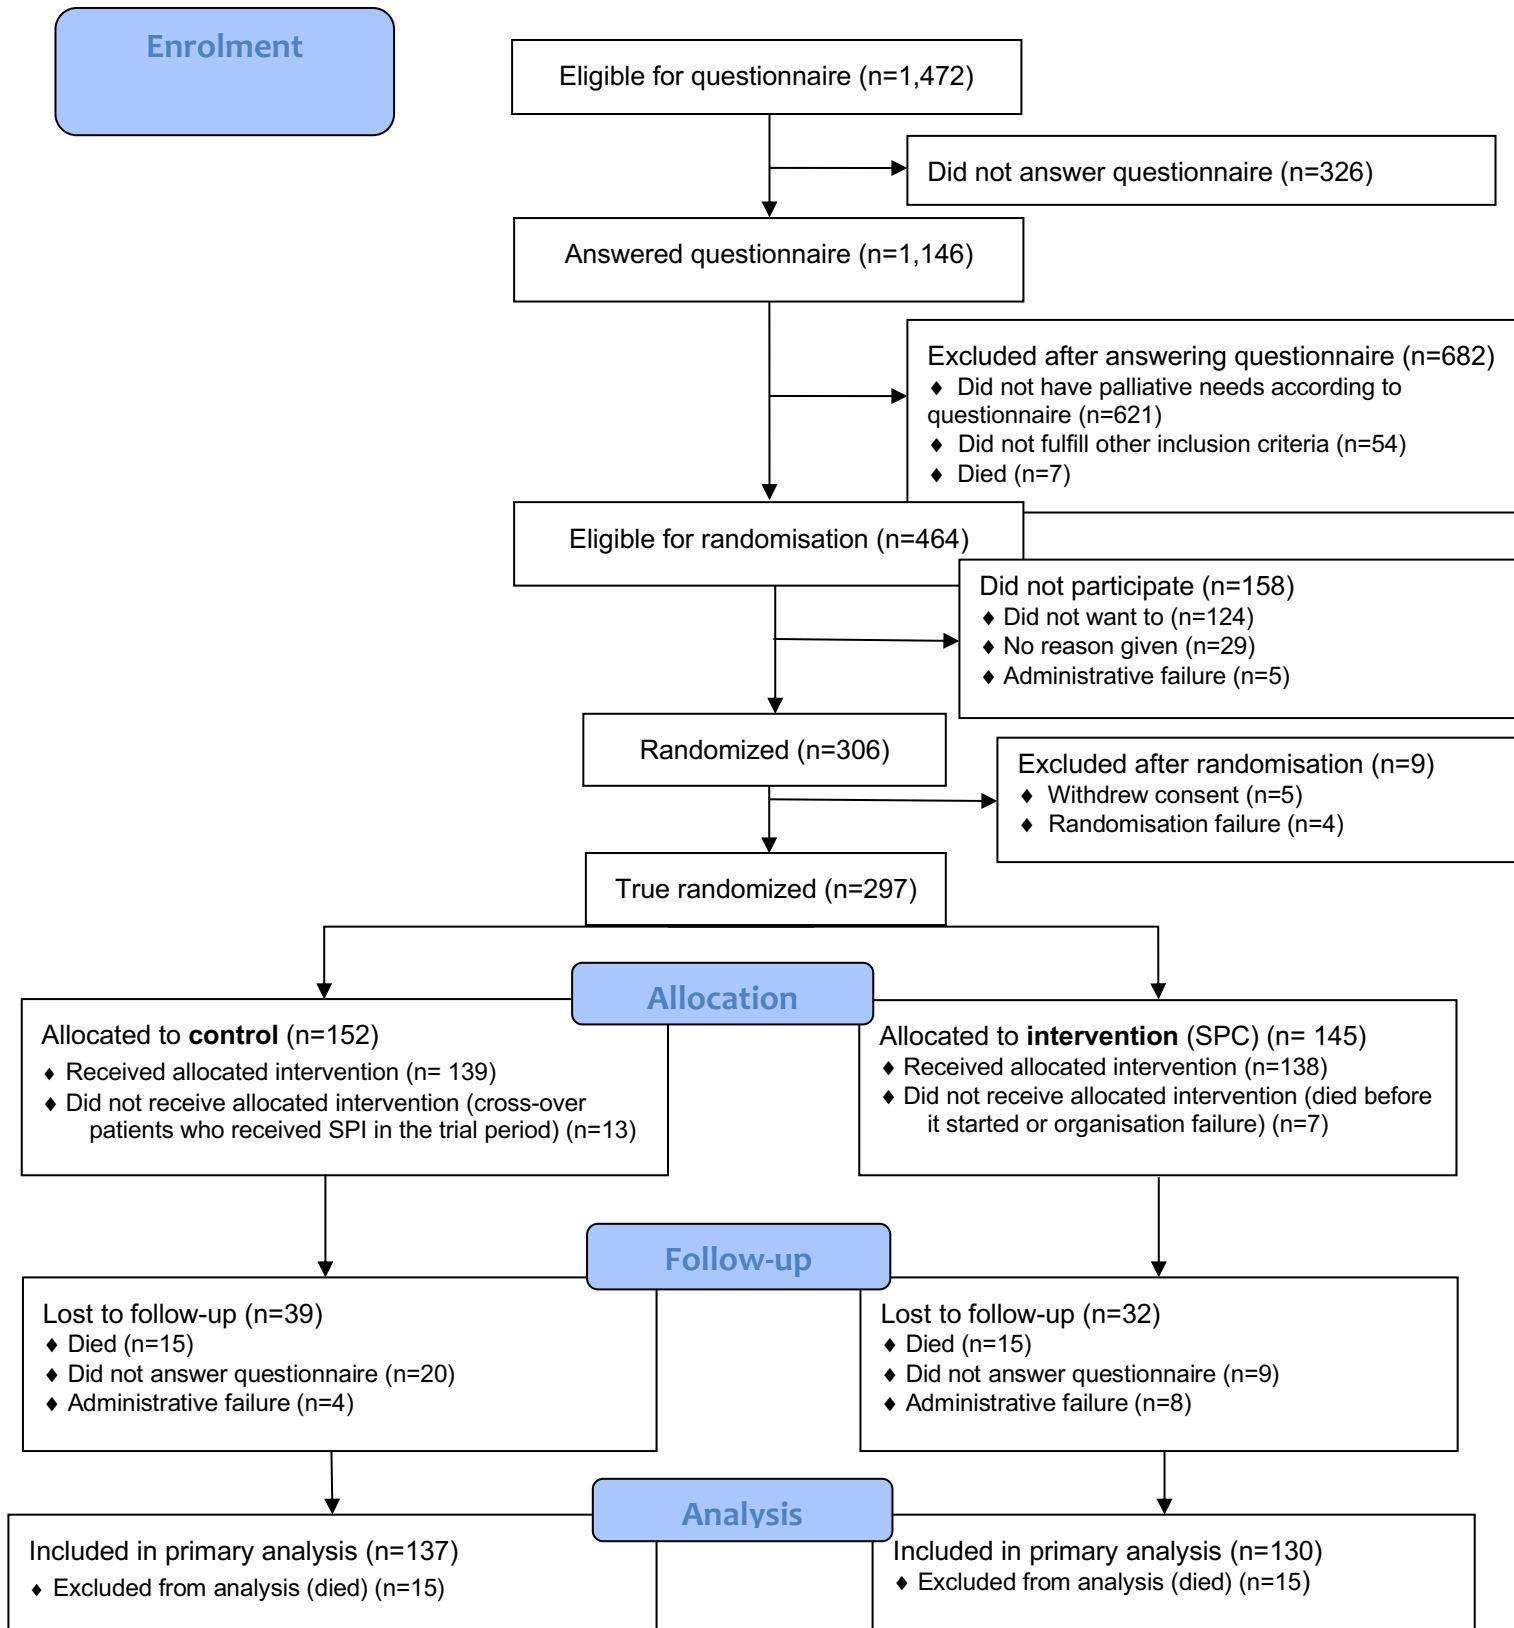 Enrolment
Eligible for questionnaire (n=1,472)
Did not answer questionnaire (n=326)
Answered questionnaire (n=1,146)
Excluded after answering questionnaire (n=682)
♦ Did not have palliative needs according to
questionnaire (n=621)
♦ Did not fulfill other inclusion criteria (n=54)
♦ Died (n=7)
Eligible for randomisation (n=464)
Did not participate (n=158)
♦ Did not want to (n=124)
♦ No reason given (n=29)
♦ Administrative failure (n=5)
Randomized (n=306)
Excluded after randomisation (n=9)
♦ Withdrew consent (n=5)
♦ Randomisation failure (n=4)
True randomized (n=297)
Allocation
Allocated to control (n=152)
♦ Received allocated intervention (n= 139)
♦ Did not receive allocated intervention (cross-over
patients who received SPI in the trial period) (n=13)
Allocated to intervention (SPC) (n= 145)
♦ Received allocated intervention (n=138)
♦ Did not receive allocated intervention (died before
it started or organisation failure) (n=7)
Follow-up
Lost to follow-up (n=39)
♦ Died (n=15)
♦ Did not answer questionnaire (n=20)
♦ Administrative failure (n=4)
Lost to follow-up (n=32)
♦ Died (n=15)
♦ Did not answer questionnaire (n=9)
♦ Administrative failure (n=8)
Analysis
Included in primary analysis (n=137)
♦ Excluded from analysis (died) (n=15)
Included in primary analysis (n=130)
♦ Excluded from analysis (died) (n=15)